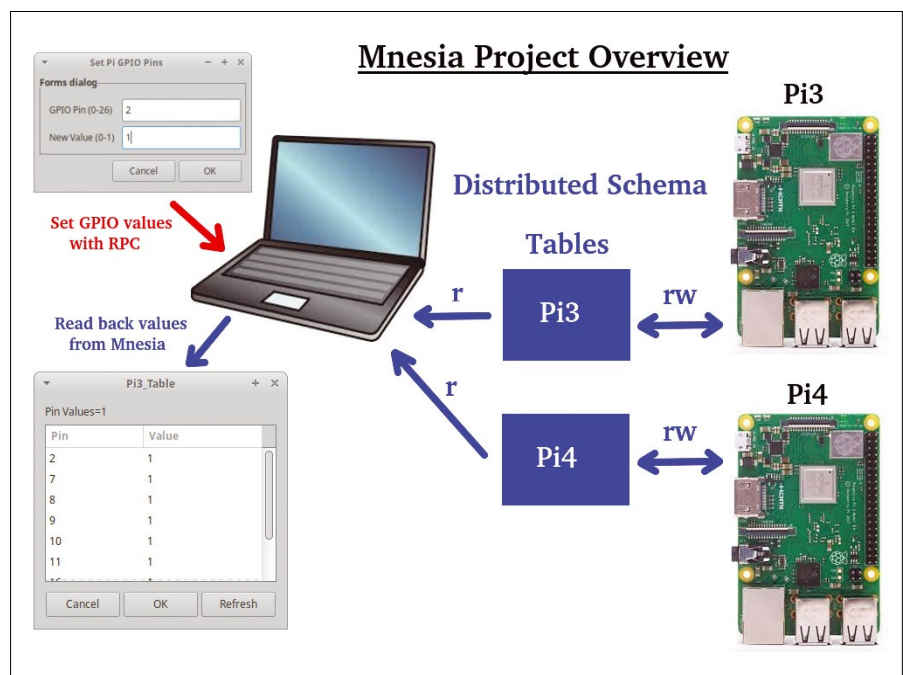 Mnesia Project Overview
Set Pi GPIO Pins
Forms dialog
GPIO Pin (0-26) 2
New Value (0-1) 1
Cancel OK
Set GPIO values
with RPC
Read back values
from Mnesia
Pi3_Table
Pin Values=1
Pin Value
2 1
7 1
8 1
9 1
10 1
11 1
Cancel OK Refresh
Distributed Schema
Tables
r
Pi3
rw
Pi3
r
Pi4
rw
Pi4
HDMI
HDMI